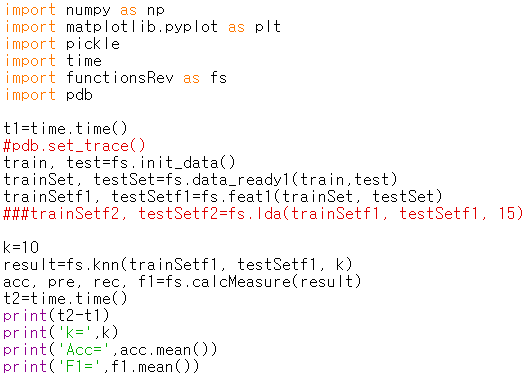 import numpy as np
import matplotlib.pyplot as plt
import pickle
import time
import functionsRev as fs
import pdb

t1=time.time()
#pdb.set_trace()
train, test=fs.init_data()
trainSet, testSet=fs.data_ready1(train,test)
trainSetf1, testSetf1=fs.feat1(trainSet, testSet)
###trainSetf2, testSetf2=fs.lda(trainSetf1, testSetf1, 15)

k=10
result=fs.knn(trainSetf1, testSetf1, k)
acc, pre, rec, f1=fs.calcMeasure(result)
t2=time.time()
print(t2-t1)
print('k=',k)
print('Acc=',acc.mean())
print('F1=',f1.mean())